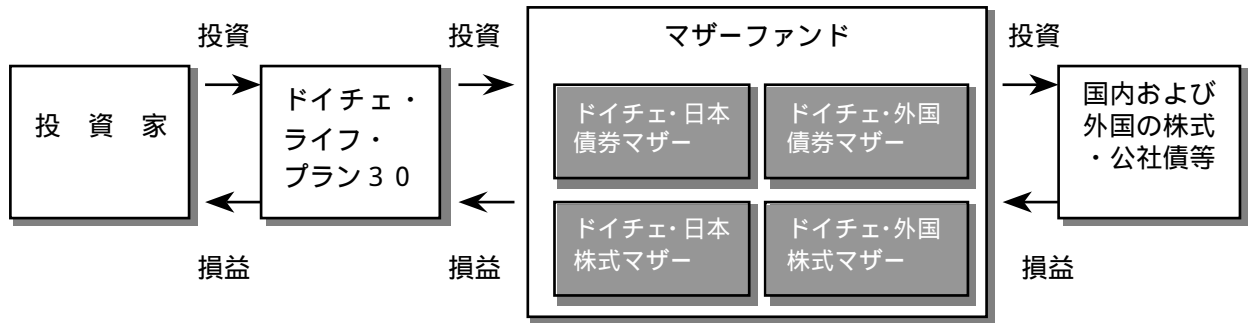 投資
投資
マザーファンド
投資
投　資　家
ドイチェ・
ライフ・
プラン３０
ドイチェ・日本
債券マザー
ドイチェ・外国
債券マザー
ドイチェ・日本
株式マザー
ドイチェ・外国
株式マザー
国内および
外国の株式
・公社債等
損益
損益
損益